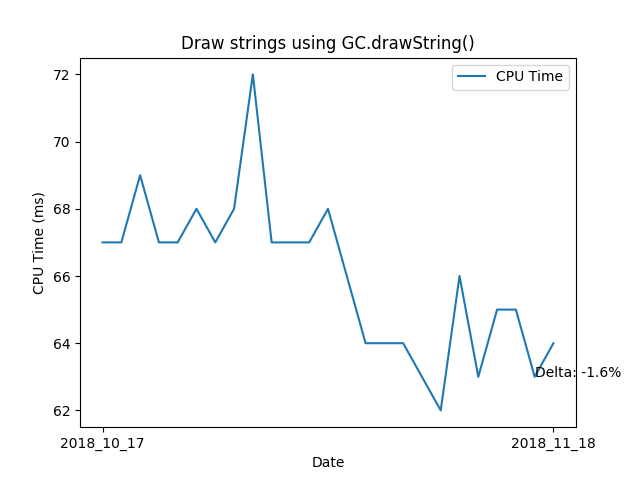 Draw strings using GC.drawString()
CPU Time
72
70
68
66
64
62
CPU Time (ms)
Delta: -1.6%
2018_10_17
2018_11_18
Date